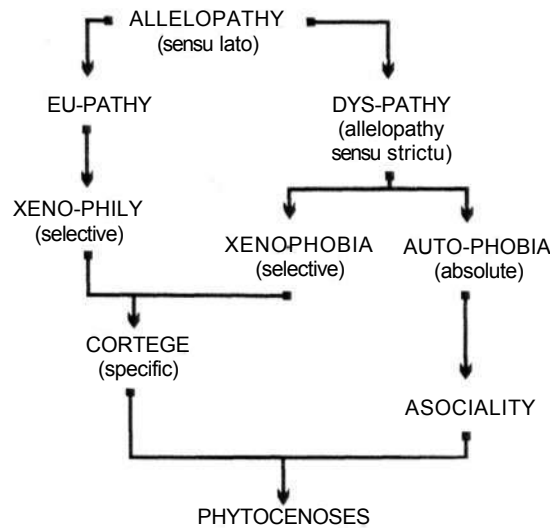 ALLELOPATHY
(sensu lato)
EU-PATHY
DYS-PATHY
(allelopathy
sensu strictu)
XENO-PHILY
(selective)
XENOPHOBIA
(selective)
AUTO-PHOBIA
(absolute)
CORTEGE
(specific)
ASOCIALITY
PHYTOCENOSES